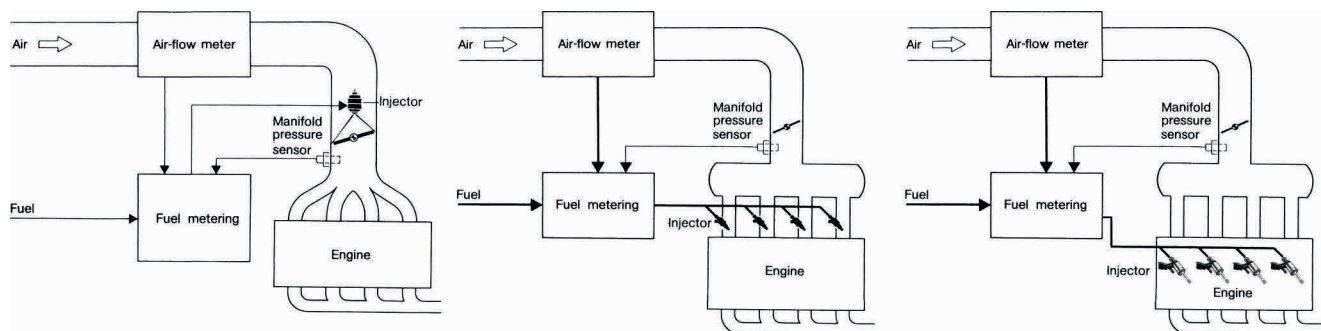 Air
Air-flow meter
Injector
Manifold
pressure
sensor
Fuel
Fuel metering
Engine
Air
Air-flow meter
Manifold
pressure
sensor
Fuel
Fuel metering
Injector
Engine
Air
Air-flow meter
Manifold
pressure
sensor
Fuel
Fuel metering
Injector
Engine